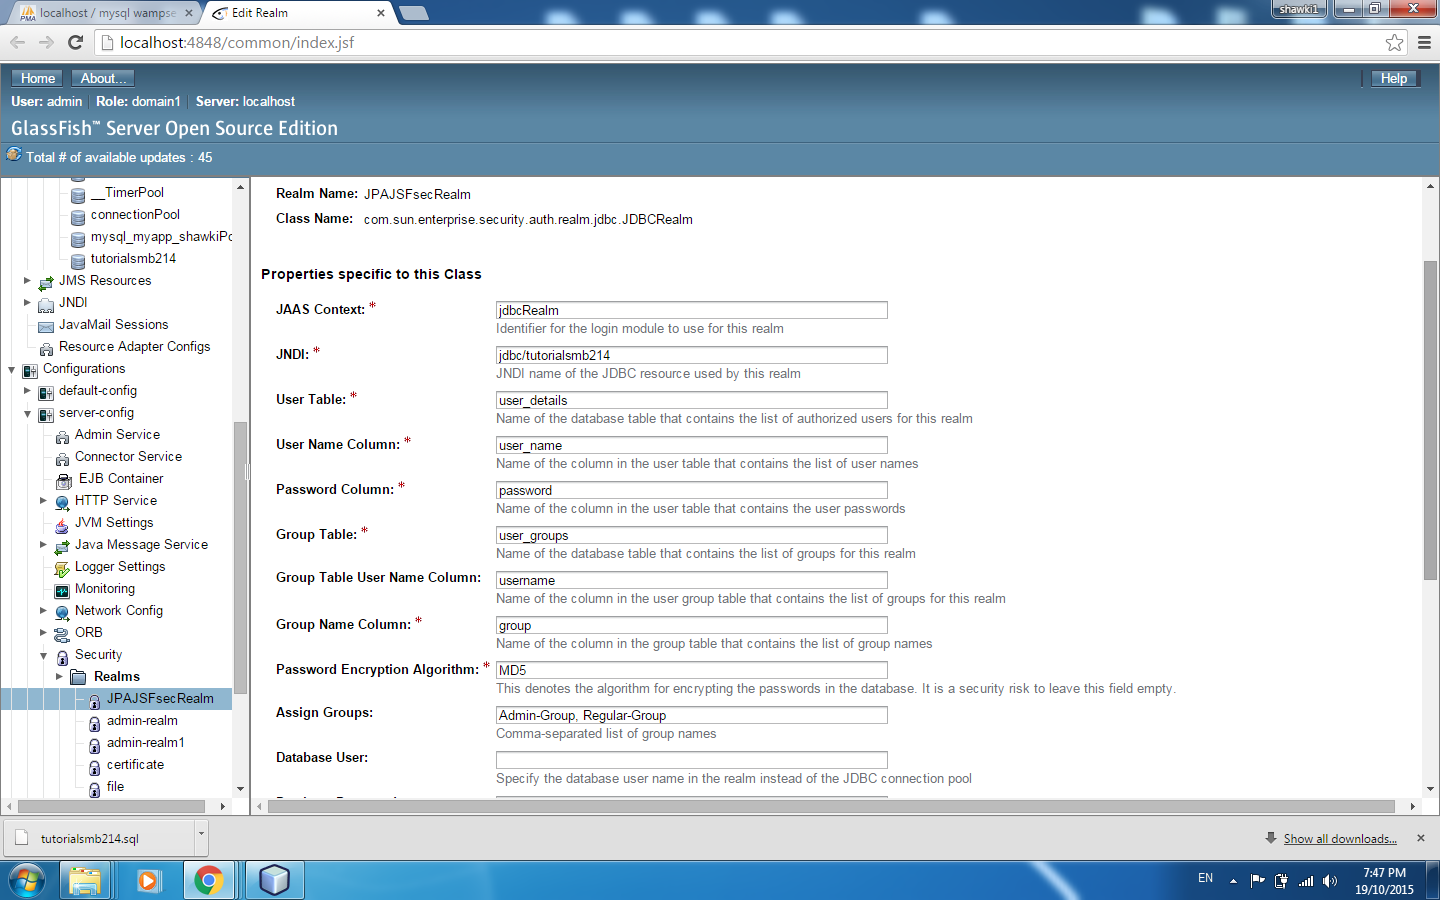 localhost / mysql wampse
Edit Realm
shawki1
localhost:4848/common/index.jsf
Home
About...
Help
User: admin
Role: domain1
Server: localhost
GlassFish™ Server Open Source Edition
Total # of available updates : 45
__TimerPool
connectionPool
mysql_myapp_shawkiPo
tutorialsmb214
JMS Resources
JNDI
JavaMail Sessions
Resource Adapter Configs
Configurations
default-config
server-config
Admin Service
Connector Service
EJB Container
HTTP Service
JVM Settings
Java Message Service
Logger Settings
Monitoring
Network Config
ORB
Security
Realms
JPAJSFsecRealm
admin-realm
admin-realm1
certificate
file
Realm Name: JPAJSFsecRealm
Class Name: com.sun.enterprise.security.auth.realm.jdbc.JDBCRealm
Properties specific to this Class
JAAS Context: * jdbcRealm
Identifier for the login module to use for this realm
JNDI: * jdbc/tutorialsmb214
JNDI name of the JDBC resource used by this realm
User Table: * user_details
Name of the database table that contains the list of authorized users for this realm
User Name Column: * user_name
Name of the column in the user table that contains the list of user names
Password Column: * password
Name of the column in the user table that contains the user passwords
Group Table: * user_groups
Name of the database table that contains the list of groups for this realm
Group Table User Name Column: username
Name of the column in the user group table that contains the list of groups for this realm
Group Name Column: * group
Name of the column in the group table that contains the list of group names
Password Encryption Algorithm: * MD5
This denotes the algorithm for encrypting the passwords in the database. It is a security risk to leave this field empty.
Assign Groups: Admin-Group, Regular-Group
Comma-separated list of group names
Database User:
Specify the database user name in the realm instead of the JDBC connection pool
tutorialsmb214.sql
Show all downloads...
EN
7:47 PM
19/10/2015